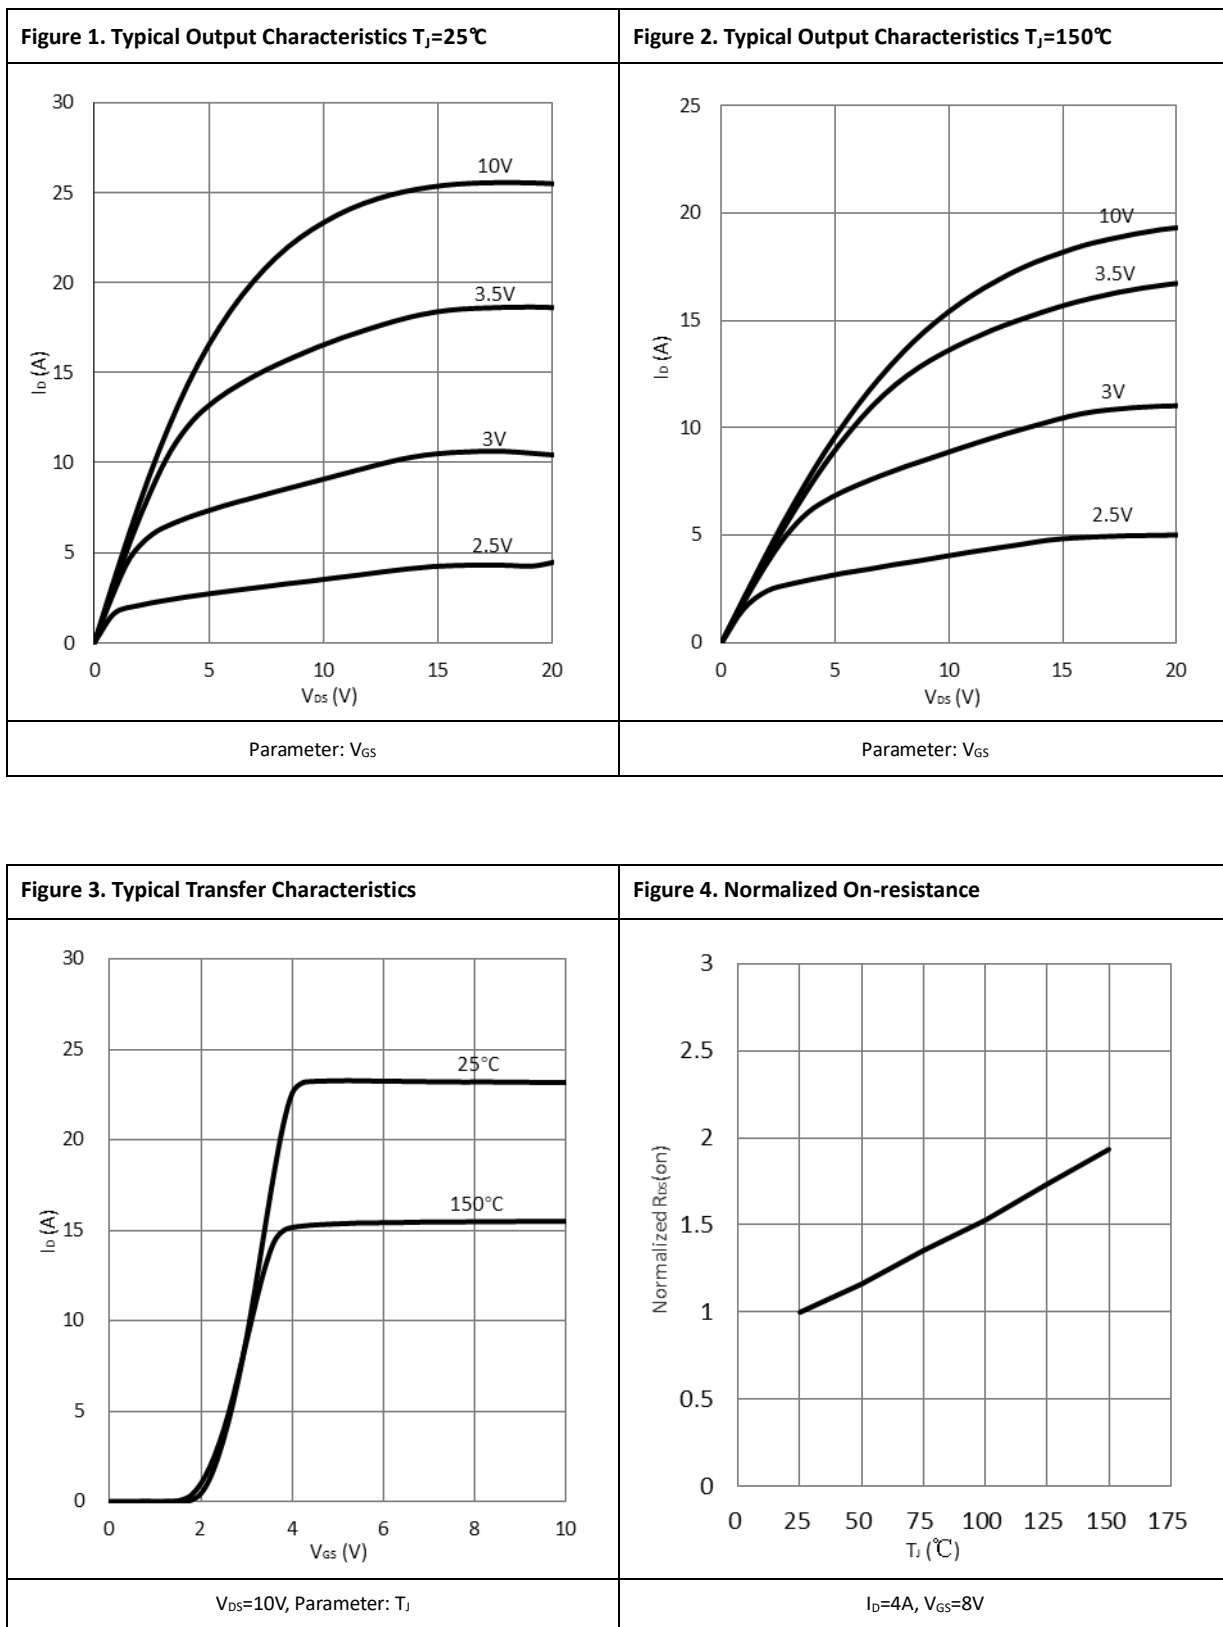 Figure 1. Typical Output Characteristics TJ=25℃
Figure 2. Typical Output Characteristics TJ=150℃
30
25
20
15
10
5
0
ID (A)
10V
3.5V
3V
2.5V
0 5 10 15 20
VDS (V)
25
20
15
10
5
0
ID (A)
10V
3.5V
3V
2.5V
0 5 10 15 20
VDS (V)
Parameter: VGS
Parameter: VGS
Figure 3. Typical Transfer Characteristics
Figure 4. Normalized On-resistance
30
25
20
15
10
5
0
ID (A)
25°C
150°C
0 2 4 6 8 10
VGS (V)
3
2.5
2
1.5
1
0.5
0
Normalized RDS(on)
0 25 50 75 100 125 150 175
TJ (℃)
VDS=10V, Parameter: TJ
ID=4A, VGS=8V